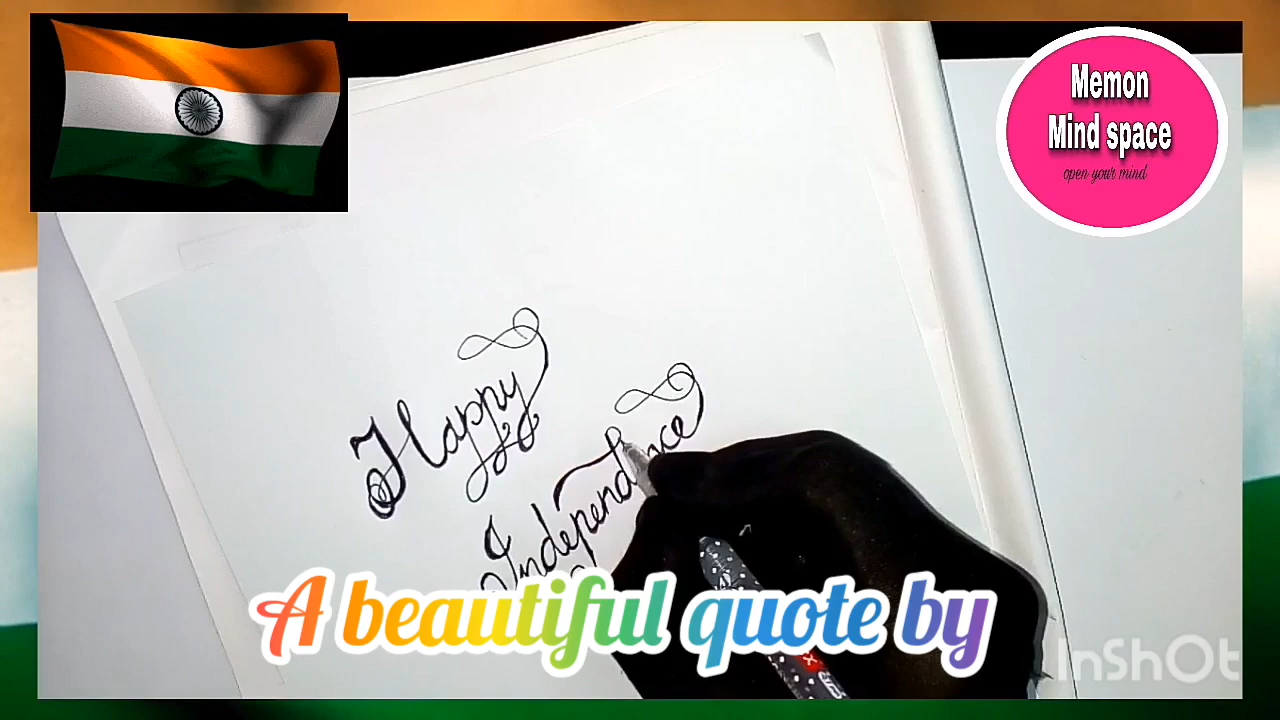 Memon
Mind space
open your mind
Happy
Independence
A beautiful quote by
InShOt